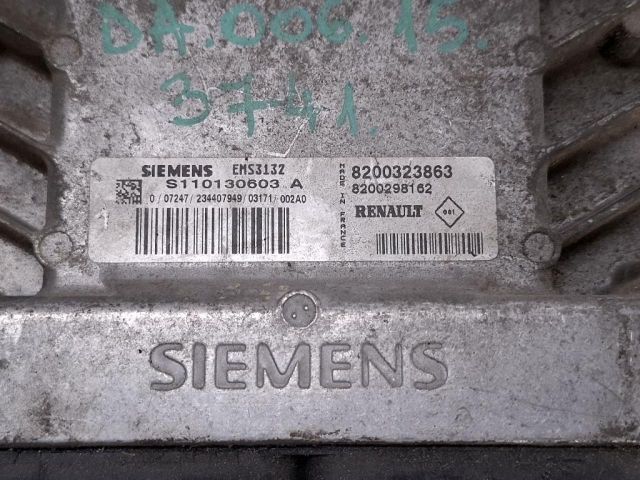 DA.006.15.
3741.
SIEMENS EMS3132
S110130603 A
0 / 07247 / 234407949 / 03171 / 002A0
MADE IN FRANCE
8200323863
8200298162
RENAULT 001
SIEMENS